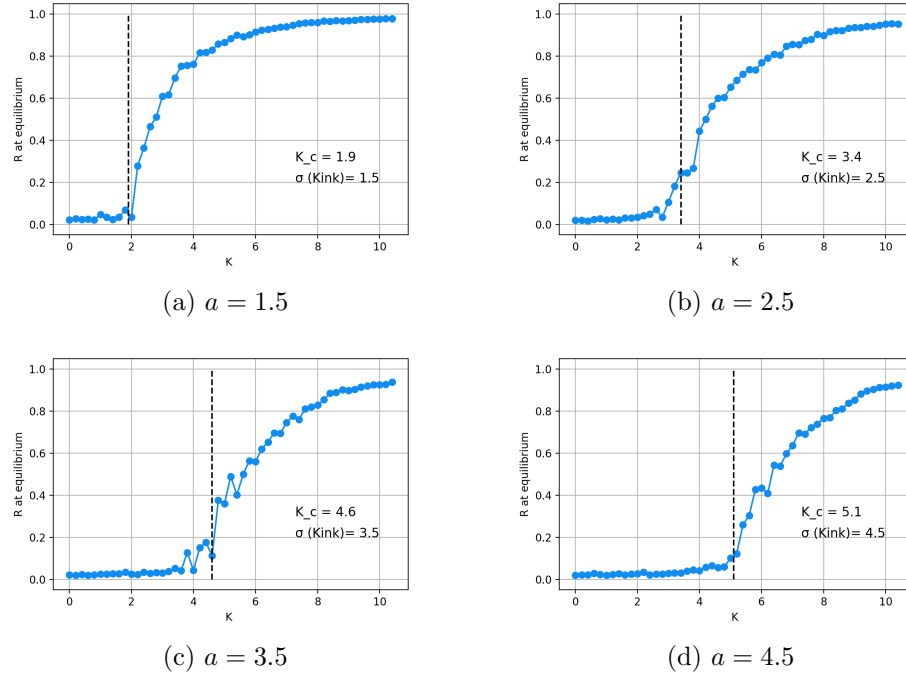 1.0
0.8
0.6
0.4
0.2
0.0
R at equilibrium
K_c = 1.9
σ (Kink)= 1.5
0 2 4 6 8 10
K
(a) a = 1.5
1.0
0.8
0.6
0.4
0.2
0.0
R at equilibrium
K_c = 3.4
σ (Kink)= 2.5
0 2 4 6 8 10
K
(b) a = 2.5
1.0
0.8
0.6
0.4
0.2
0.0
R at equilibrium
K_c = 4.6
σ (Kink)= 3.5
0 2 4 6 8 10
K
(c) a = 3.5
1.0
0.8
0.6
0.4
0.2
0.0
R at equilibrium
K_c = 5.1
σ (Kink)= 4.5
0 2 4 6 8 10
K
(d) a = 4.5